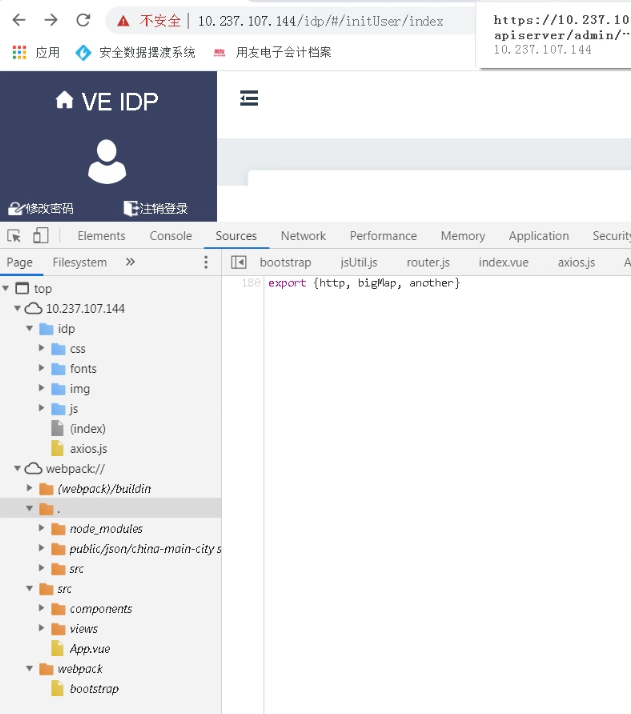 不安全 10.237.107.144/idp/#/initUser/index
https://10.237.10
apiserver/admin/…
10.237.107.144
应用 安全数据摆渡系统 用友电子会计档案
VE IDP
修改密码 注销登录
Elements Console Sources Network Performance Memory Application Security
Page Filesystem »
bootstrap jsUtil.js router.js index.vue axios.js A
top
10.237.107.144
idp
css
fonts
img
js
(index)
axios.js
webpack://
(webpack)/buildin
.
node_modules
public/json/china-main-city s
src
src
components
views
App.vue
webpack
bootstrap
180 export {http, bigMap, another}